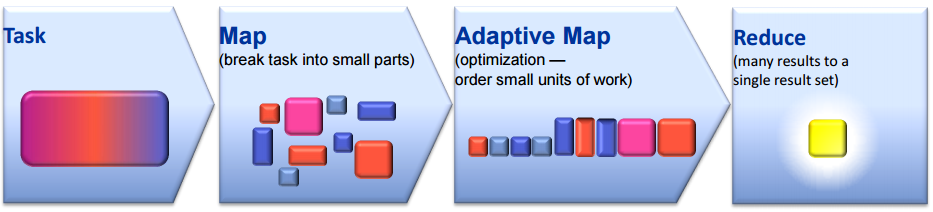 Task
Map
(break task into small parts)
Adaptive Map
(optimization —
order small units of work)
Reduce
(many results to a
single result set)